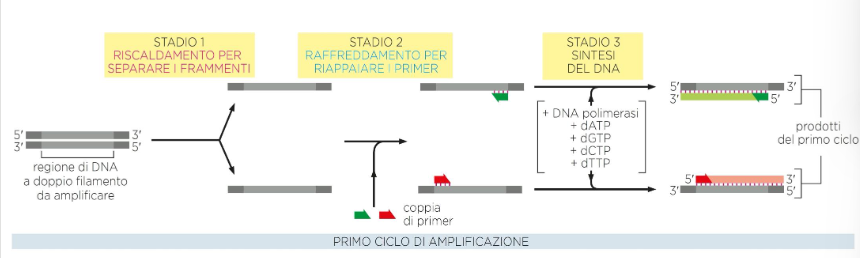 STADIO 1
RISCALDAMENTO PER
SEPARARE I FRAMMENTI
STADIO 2
RAFFREDDAMENTO PER
RIAPPAIARE I PRIMER
STADIO 3
SINTESI
DEL DNA
5′ 3′
3′ 5′
regione di DNA
a doppio filamento
da amplificare
coppia
di primer
+ DNA polimerasi
+ dATP
+ dGTP
+ dCTP
+ dTTP
5′ 3′
3′ 5′
5′ 3′
3′ 5′
prodotti
del primo ciclo
PRIMO CICLO DI AMPLIFICAZIONE